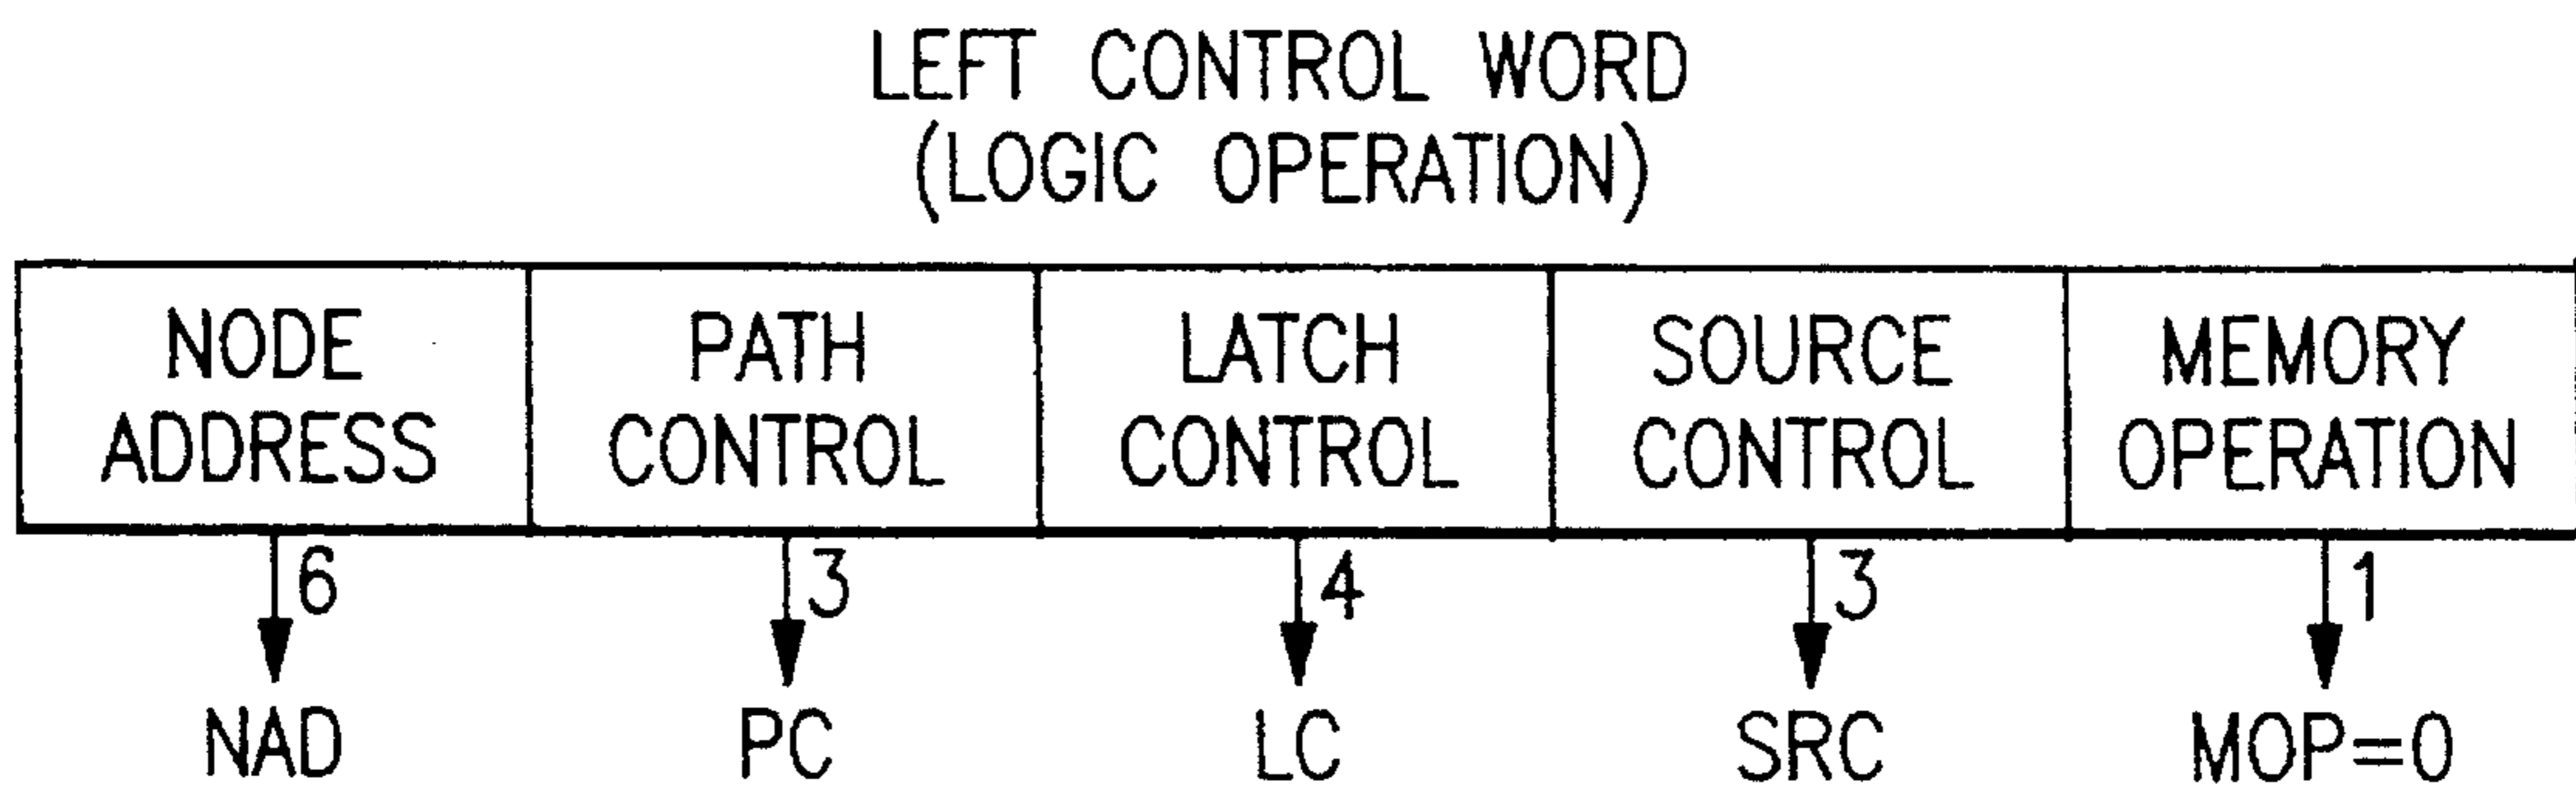 LEFT CONTROL WORD
(LOGIC OPERATION)
NODE ADDRESS
PATH CONTROL
LATCH CONTROL
SOURCE CONTROL
MEMORY OPERATION
6 3 4 3 1
NAD PC LC SRC MOP=0